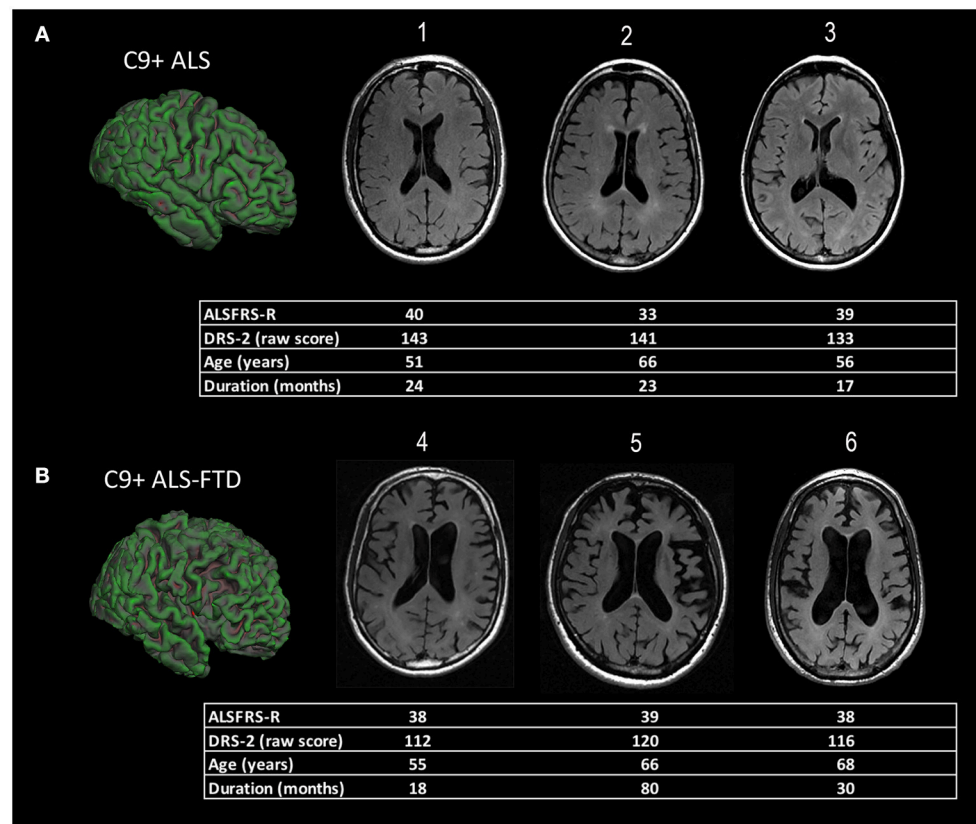 A
C9+ ALS
1 2 3
ALSFRS-R 40 33 39
DRS-2 (raw score) 143 141 133
Age (years) 51 66 56
Duration (months) 24 23 17
B
C9+ ALS-FTD
4 5 6
ALSFRS-R 38 39 38
DRS-2 (raw score) 112 120 116
Age (years) 55 66 68
Duration (months) 18 80 30